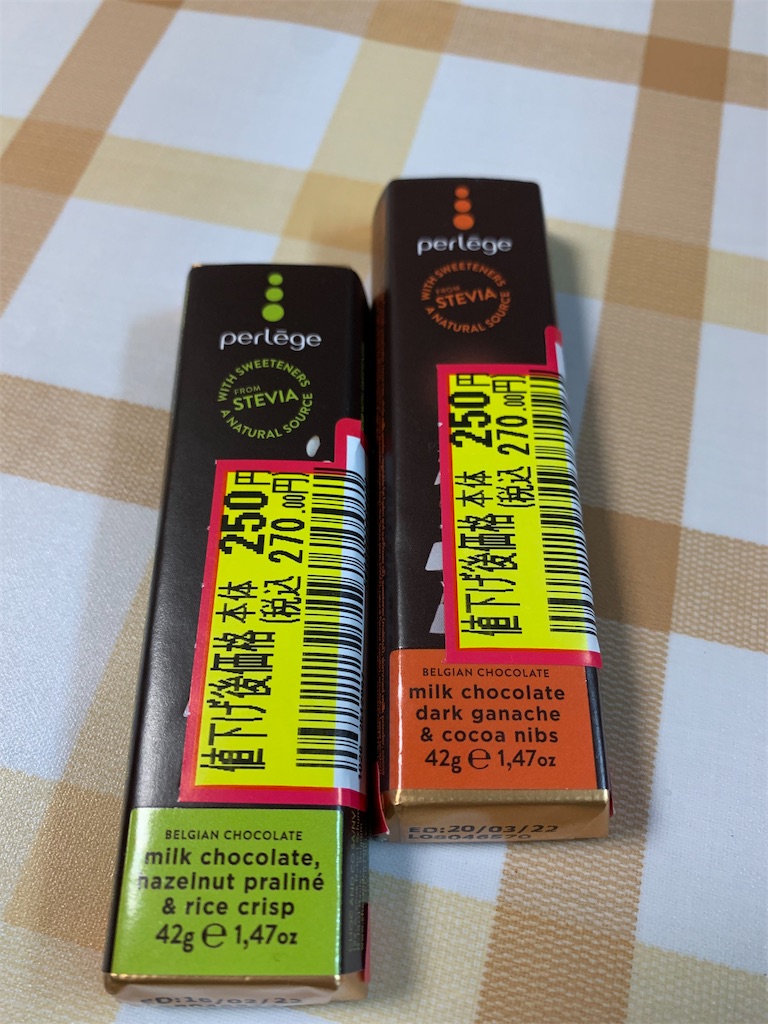 perlēge
WITH SWEETENERS
FROM
STEVIA
A NATURAL SOURCE
値下げ後価格 本体 250円
(税込 270.00円)
BELGIAN CHOCOLATE
milk chocolate,
hazelnut praliné
& rice crisp
42g ℮ 1,47oz
perlēge
WITH SWEETENERS
FROM
STEVIA
A NATURAL SOURCE
値下げ後価格 本体 250円
(税込 270.00円)
BELGIAN CHOCOLATE
milk chocolate
dark ganache
& cocoa nibs
42g ℮ 1,47oz
ED:20/03/22